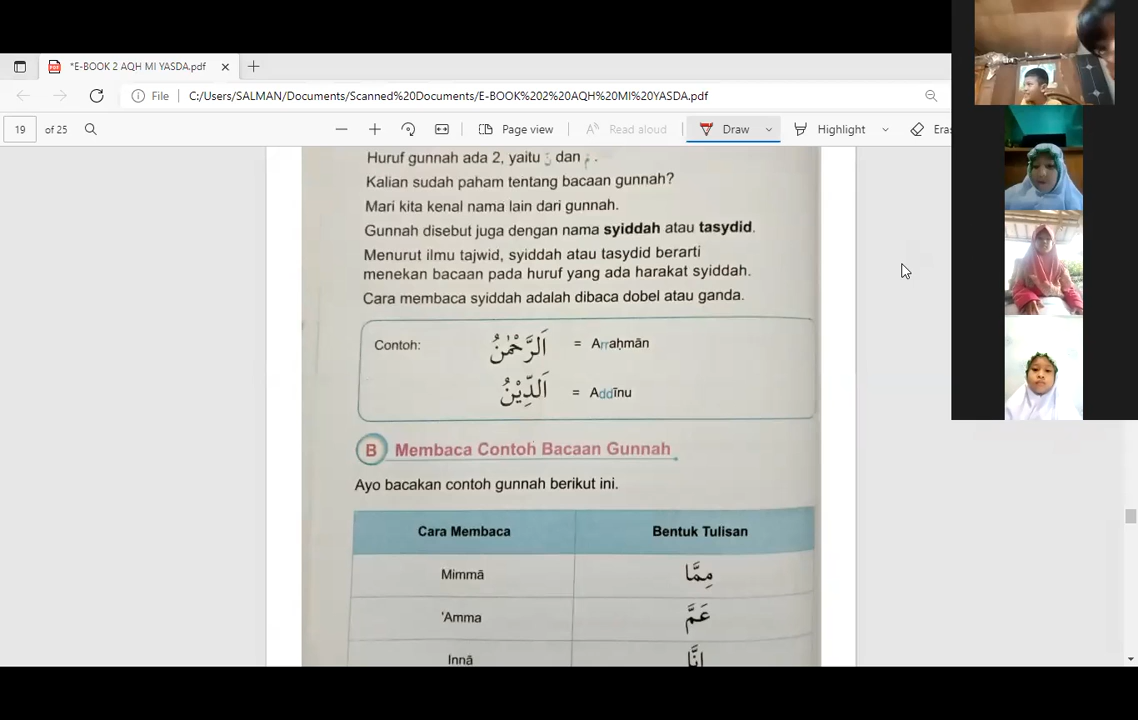 *E-BOOK 2 AQH MI YASDA.pdf
File C:/Users/SALMAN/Documents/Scanned%20Documents/E-BOOK%202%20AQH%20MI%20YASDA.pdf
19 of 25 Page view Read aloud Draw Highlight Eras
Huruf gunnah ada 2, yaitu نّ dan مّ .
Kalian sudah paham tentang bacaan gunnah?
Mari kita kenal nama lain dari gunnah.
Gunnah disebut juga dengan nama syiddah atau tasydid.
Menurut ilmu tajwid, syiddah atau tasydid berarti
menekan bacaan pada huruf yang ada harakat syiddah.
Cara membaca syiddah adalah dibaca dobel atau ganda.
Contoh: اَلرَّحْمٰنُ = Arraḥmān
اَلدِّيْنُ = Addīnu
B Membaca Contoh Bacaan Gunnah
Ayo bacakan contoh gunnah berikut ini.
Cara Membaca Bentuk Tulisan
Mimmā مِمَّا
'Amma عَمَّ
Innā اِنَّا